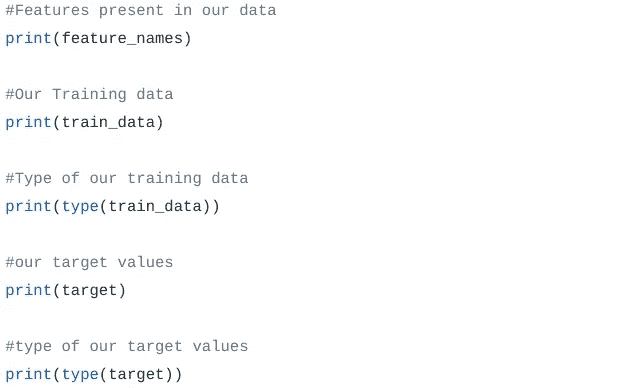 #Features present in our data
print(feature_names)
#Our Training data
print(train_data)
#Type of our training data
print(type(train_data))
#our target values
print(target)
#type of our target values
print(type(target))